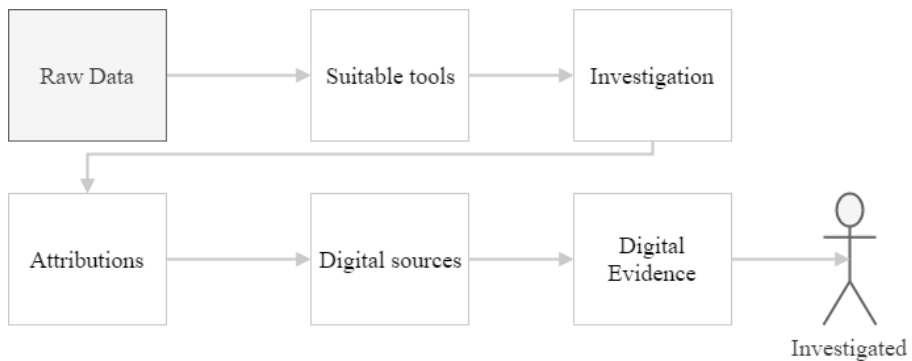 Raw Data
Suitable tools
Investigation
Attributions
Digital sources
Digital
Evidence
Investigated